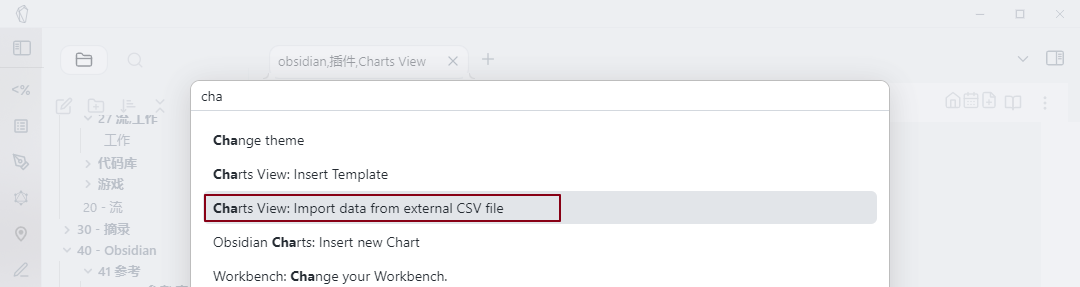 obsidian,插件,Charts View
<%
cha
27 流,工作
工作
代码库
游戏
20 - 流
30 - 摘录
40 - Obsidian
41 参考
Change theme
Charts View: Insert Template
Charts View: Import data from external CSV file
Obsidian Charts: Insert new Chart
Workbench: Change your Workbench.